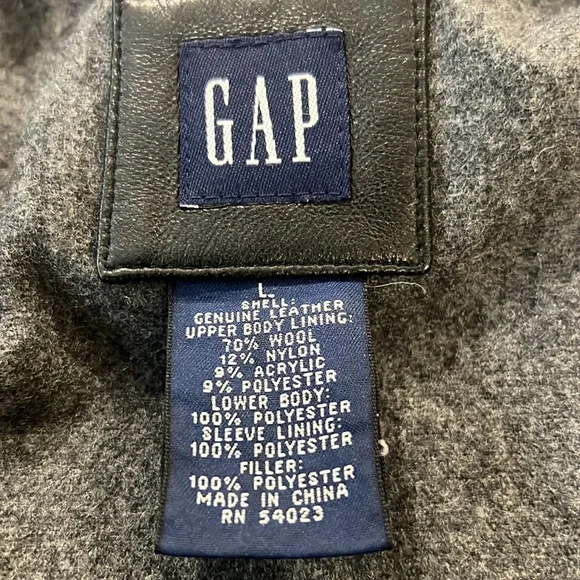 GAP
L
SHELL:
GENUINE LEATHER
UPPER BODY LINING:
70% WOOL
12% NYLON
9% ACRYLIC
9% POLYESTER
LOWER BODY:
100% POLYESTER
SLEEVE LINING:
100% POLYESTER
FILLER:
100% POLYESTER
MADE IN CHINA
RN 54023